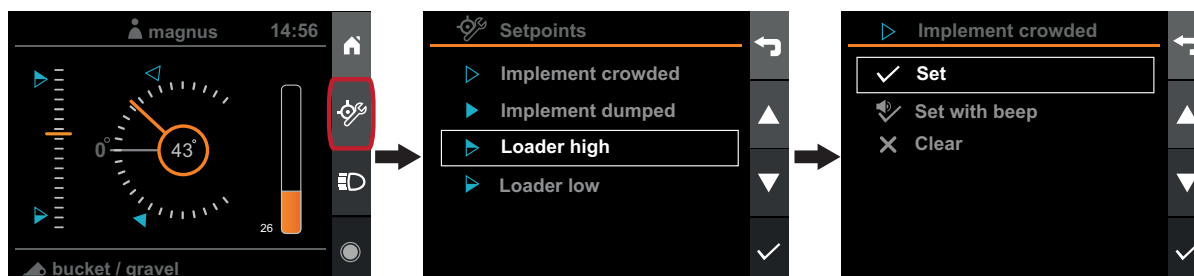 magnus 14:56
0°
43°
26
bucket / gravel
Setpoints
Implement crowded
Implement dumped
Loader high
Loader low
Implement crowded
Set
Set with beep
Clear